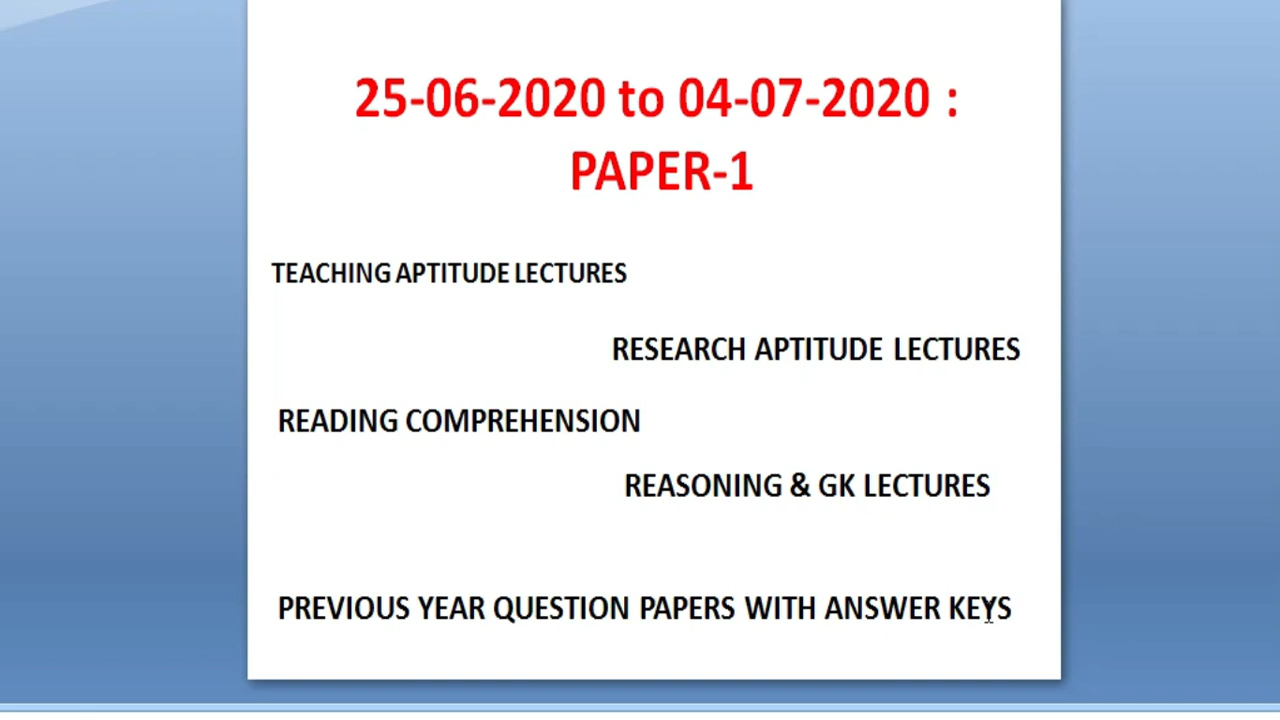 25-06-2020 to 04-07-2020 :
PAPER-1
TEACHING APTITUDE LECTURES
RESEARCH APTITUDE LECTURES
READING COMPREHENSION
REASONING & GK LECTURES
PREVIOUS YEAR QUESTION PAPERS WITH ANSWER KEYS